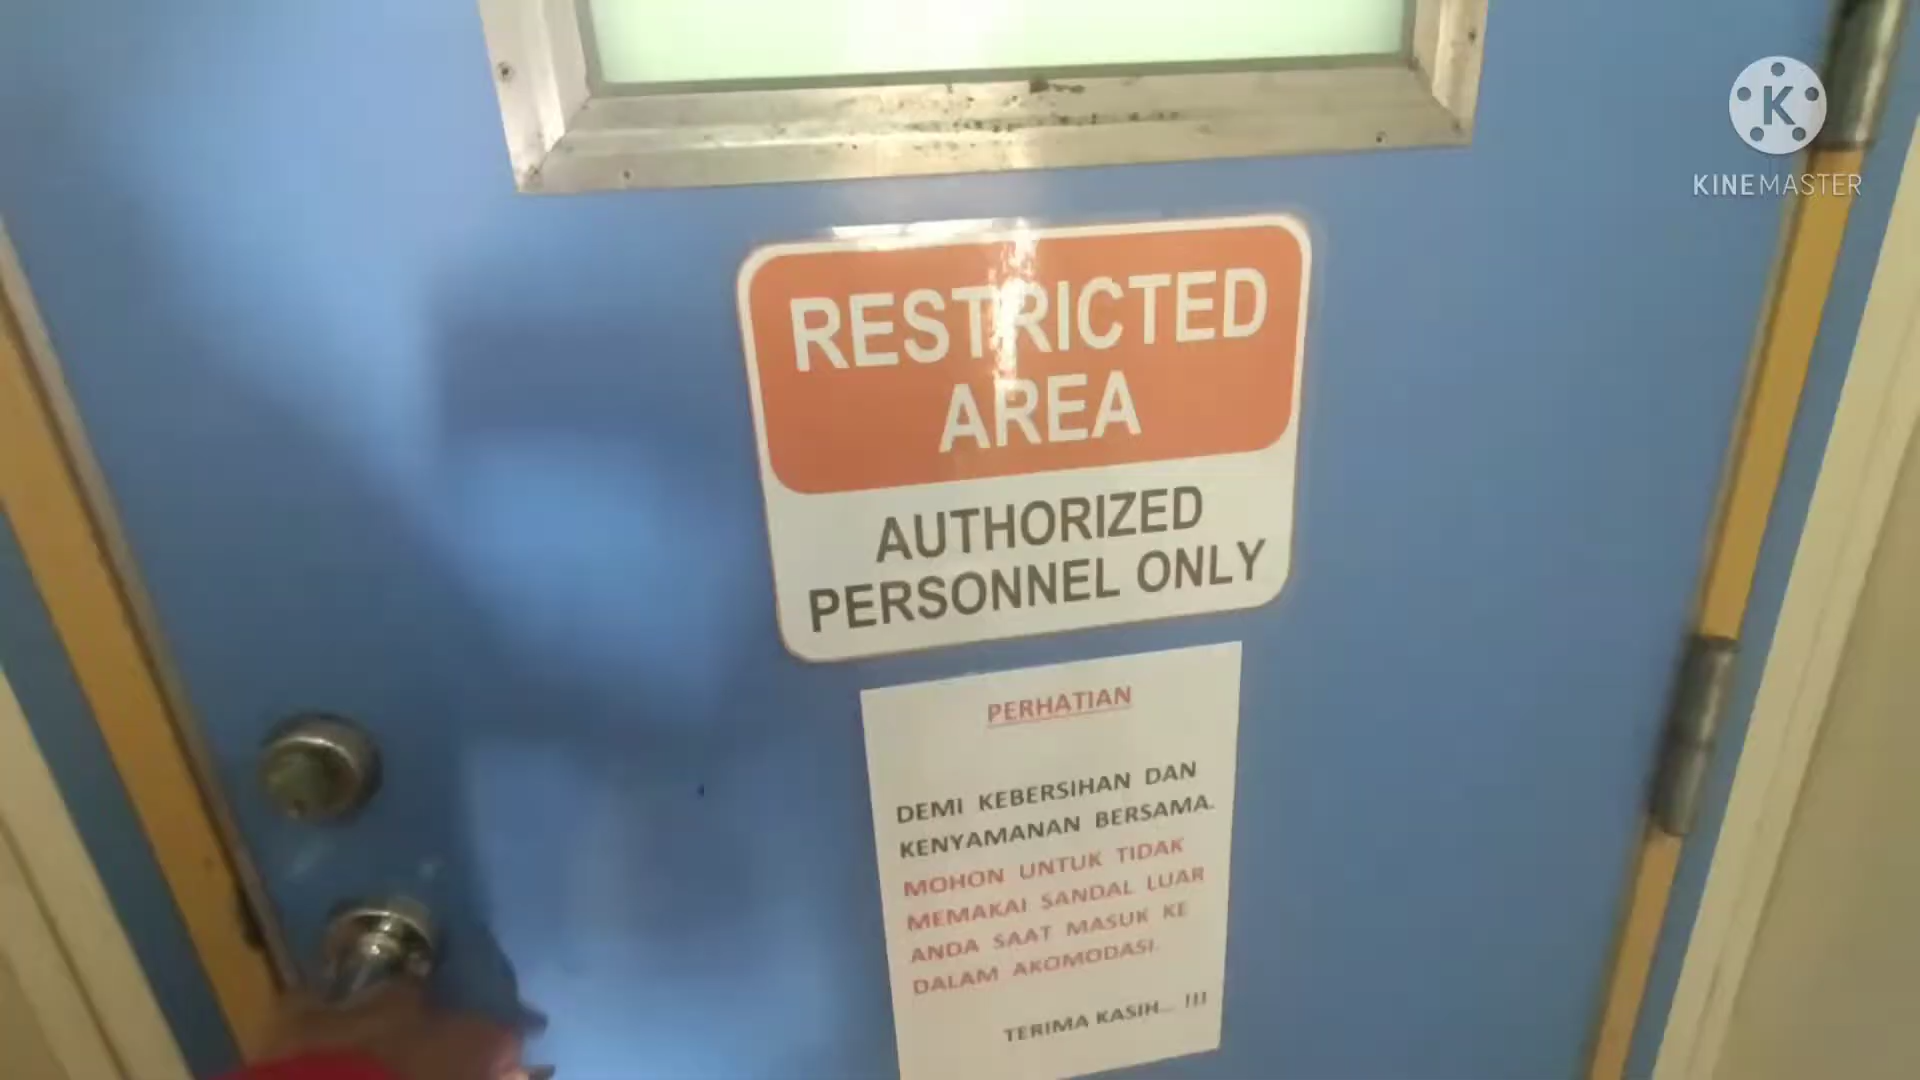 KINEMASTER
RESTRICTED
AREA
AUTHORIZED
PERSONNEL ONLY
PERHATIAN
DEMI KEBERSIHAN DAN
KENYAMANAN BERSAMA.
MOHON UNTUK TIDAK
MEMAKAI SANDAL LUAR
ANDA SAAT MASUK KE
DALAM AKOMODASI.
TERIMA KASIH... !!!